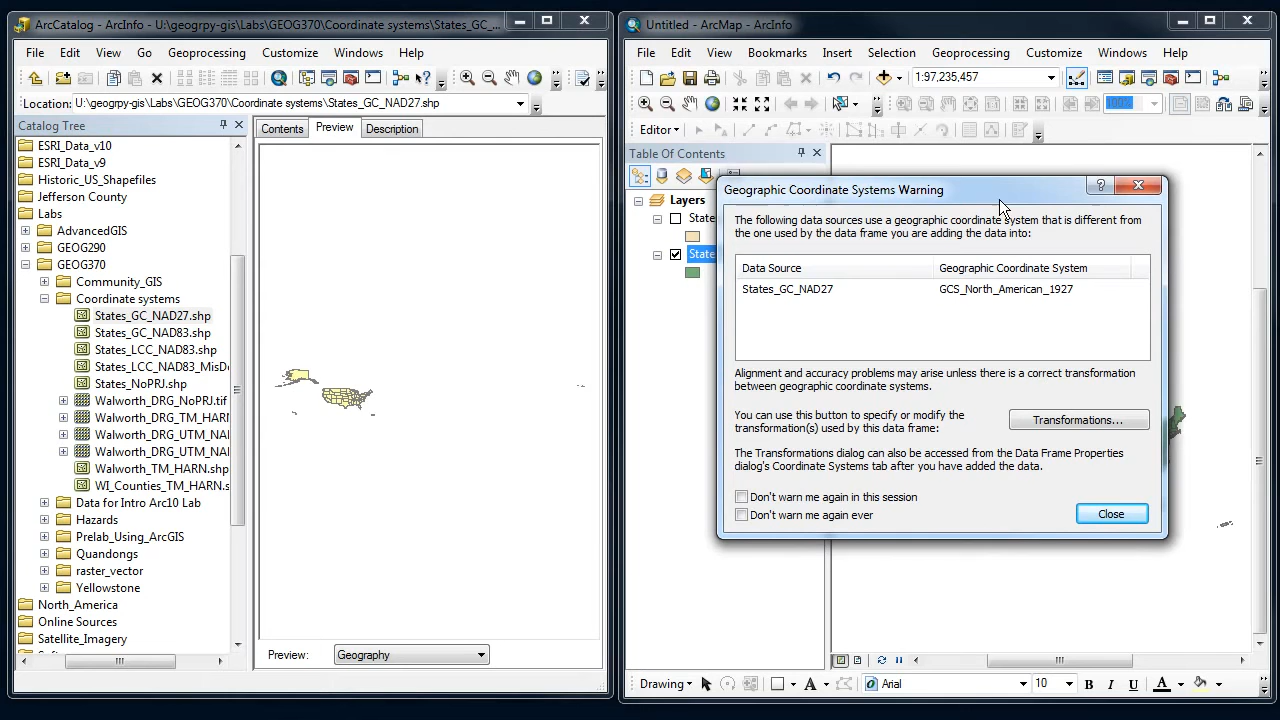 ArcCatalog - ArcInfo - U:\geogrpy-gis\Labs\GEOG370\Coordinate systems\States_GC_NAD27....
File Edit View Go Geoprocessing Customize Windows Help
Location: U:\geogrpy-gis\Labs\GEOG370\Coordinate systems\States_GC_NAD27.shp
Catalog Tree
ESRI_Data_v10
ESRI_Data_v9
Historic_US_Shapefiles
Jefferson County
Labs
AdvancedGIS
GEOG290
GEOG370
Community_GIS
Coordinate systems
States_GC_NAD27.shp
States_GC_NAD83.shp
States_LCC_NAD83.shp
States_LCC_NAD83_MisD
States_NoPRJ.shp
Walworth_DRG_NoPRJ.tif
Walworth_DRG_TM_HARN
Walworth_DRG_UTM_NA
Walworth_DRG_UTM_NA
Walworth_TM_HARN.shp
WI_Counties_TM_HARN.s
Data for Intro Arc10 Lab
Hazards
Prelab_Using_ArcGIS
Quandongs
raster_vector
Yellowstone
North_America
Online Sources
Satellite_Imagery
Contents Preview Description
Preview: Geography
Untitled - ArcMap - ArcInfo
File Edit View Bookmarks Insert Selection Geoprocessing Customize Windows Help
1:97,235,457
100%
Editor
Table Of Contents
Layers
State
State
Geographic Coordinate Systems Warning
The following data sources use a geographic coordinate system that is different from
the one used by the data frame you are adding the data into:
Data Source Geographic Coordinate System
States_GC_NAD27 GCS_North_American_1927
Alignment and accuracy problems may arise unless there is a correct transformation
between geographic coordinate systems.
You can use this button to specify or modify the
transformation(s) used by this data frame:
Transformations...
The Transformations dialog can also be accessed from the Data Frame Properties
dialog's Coordinate Systems tab after you have added the data.
Don't warn me again in this session
Don't warn me again ever
Close
Drawing A Arial 10 B I U A